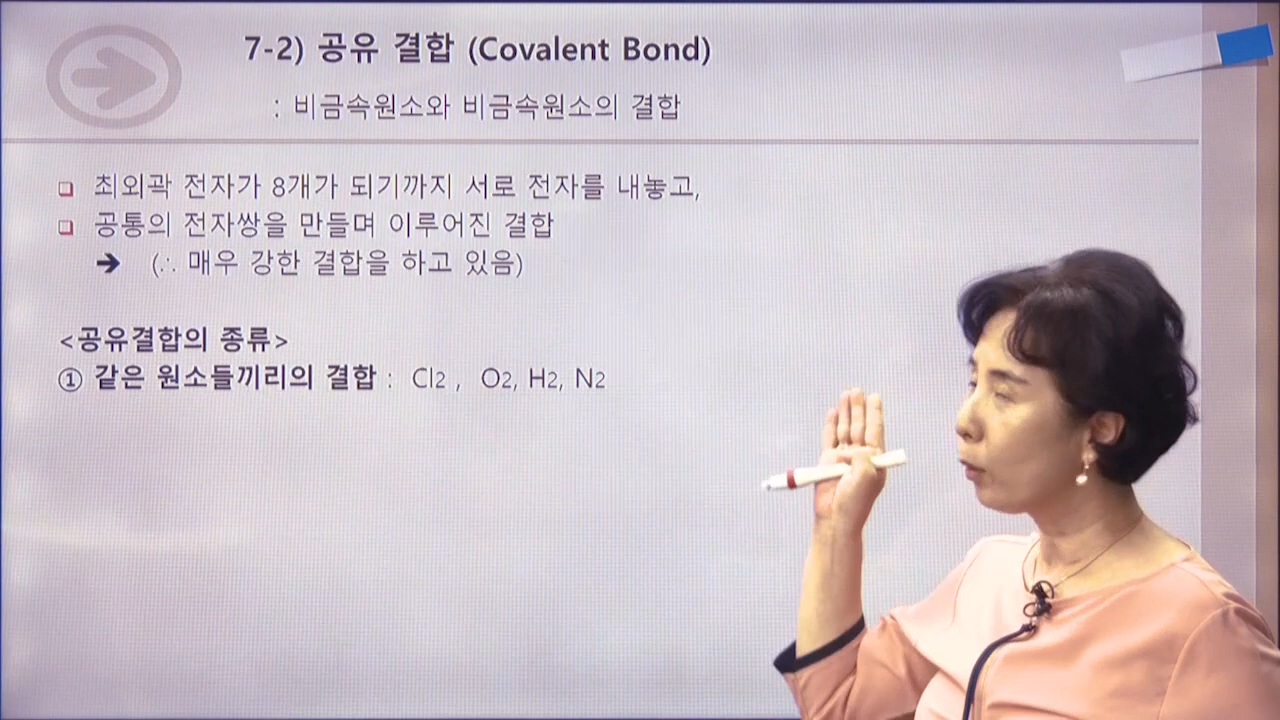 7-2) 공유 결합 (Covalent Bond)
: 비금속원소와 비금속원소의 결합
❑ 최외곽 전자가 8개가 되기까지 서로 전자를 내놓고,
❑ 공통의 전자쌍을 만들며 이루어진 결합
➔ (∴ 매우 강한 결합을 하고 있음)
<공유결합의 종류>
① 같은 원소들끼리의 결합 : Cl2 , O2, H2, N2